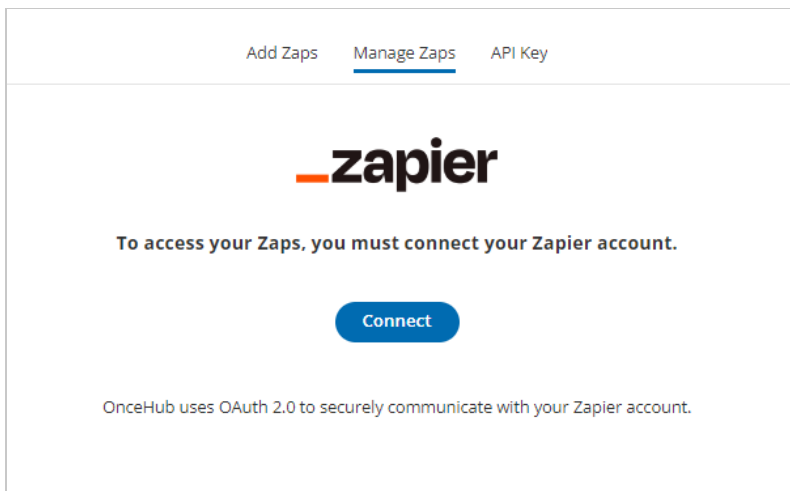 Add Zaps Manage Zaps API Key
_zapier
To access your Zaps, you must connect your Zapier account.
Connect
OnceHub uses OAuth 2.0 to securely communicate with your Zapier account.